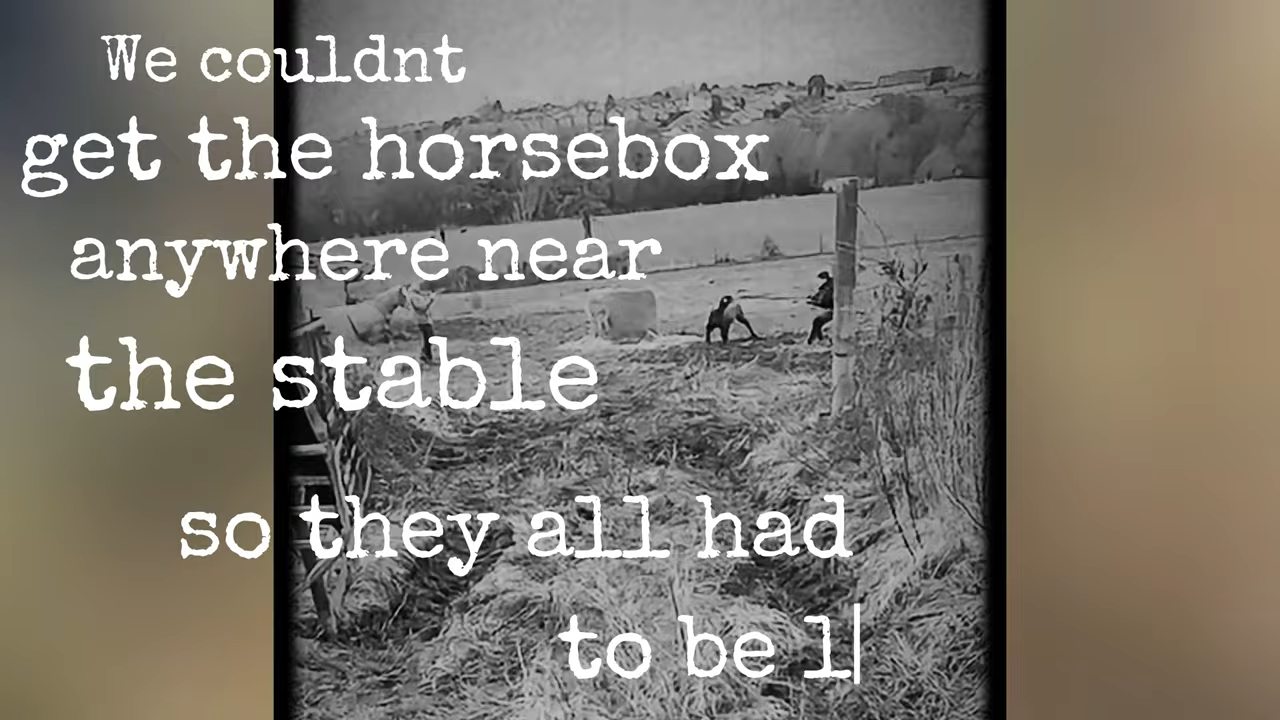 We couldnt
get the horsebox
anywhere near
the stable
so they all had
to be l